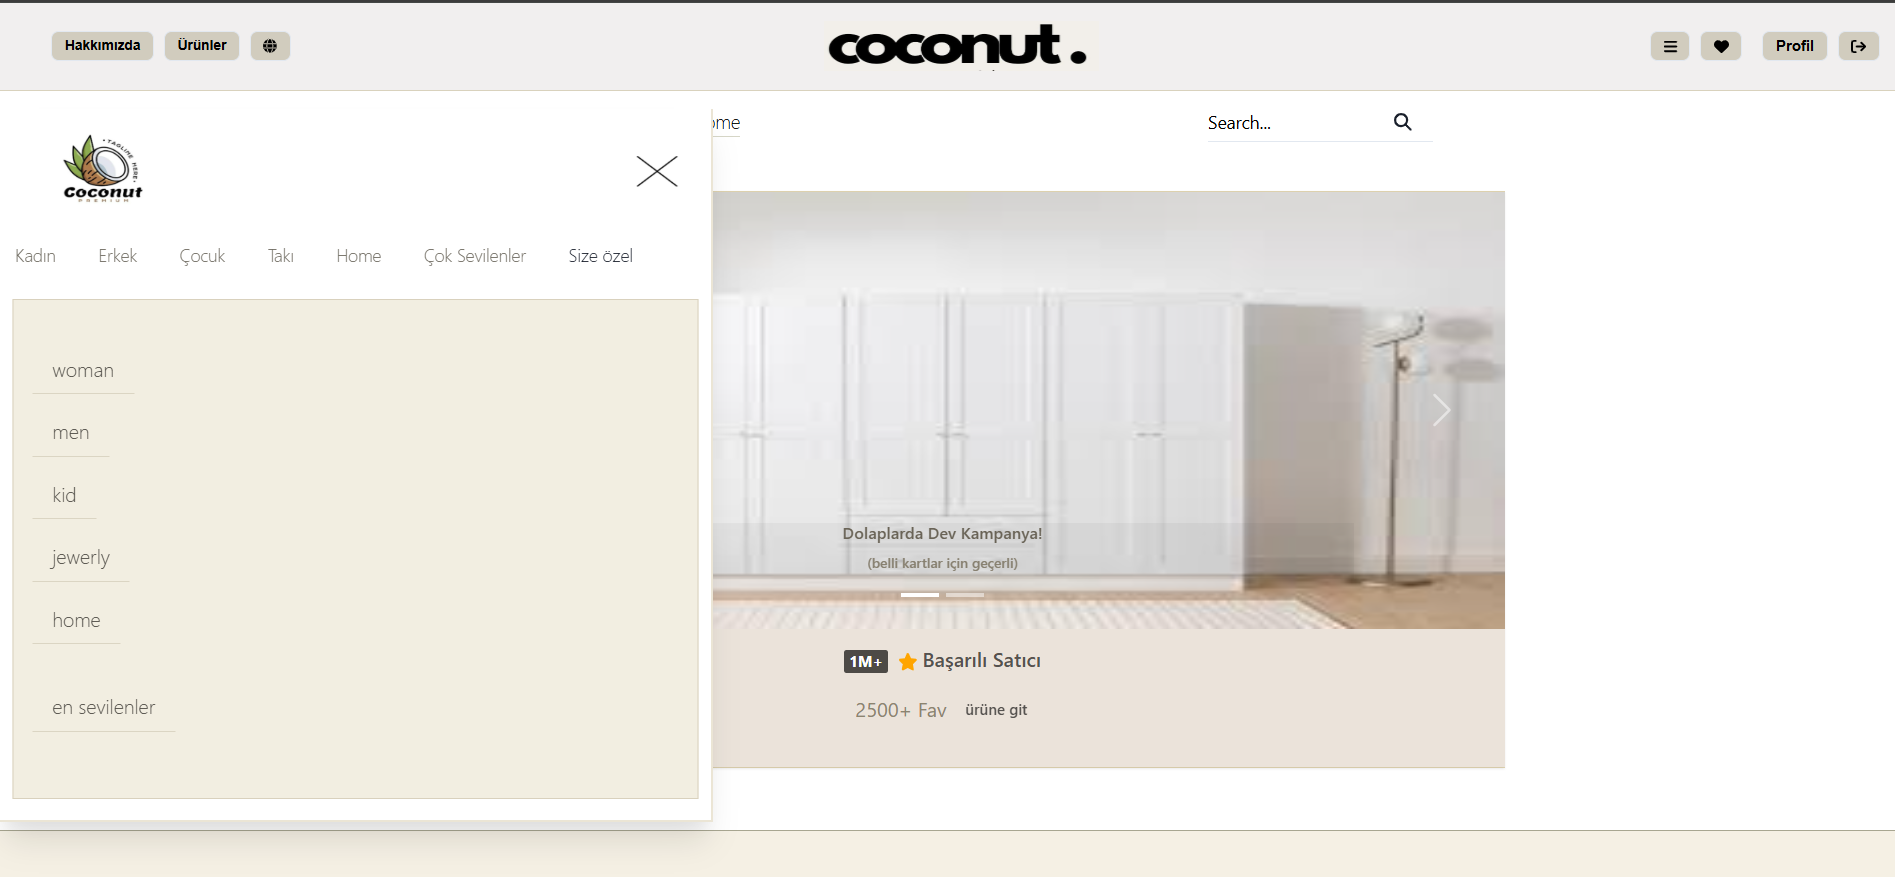 Hakkımızda Ürünler coconut. Profil
ome Search...
TAGLINE HERE
Coconut
PREMIUM
Kadın Erkek Çocuk Takı Home Çok Sevilenler Size özel
woman
men
kid
jewerly
home
en sevilenler
Dolaplarda Dev Kampanya!
(belli kartlar için geçerli)
1M+ Başarılı Satıcı
2500+ Fav ürüne git